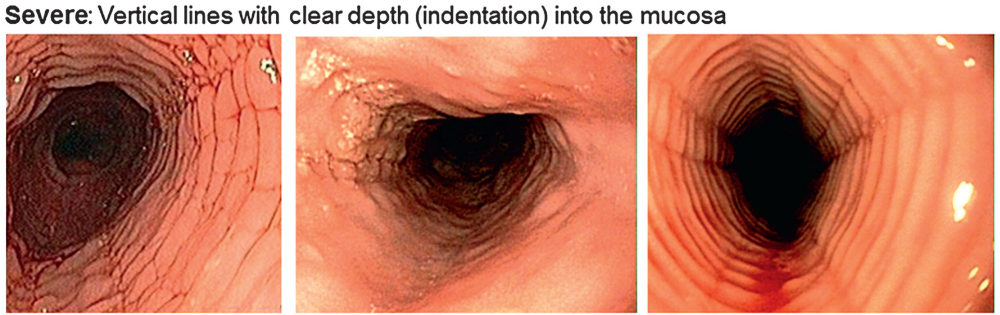 Severe: Vertical lines with clear depth (indentation) into the mucosa